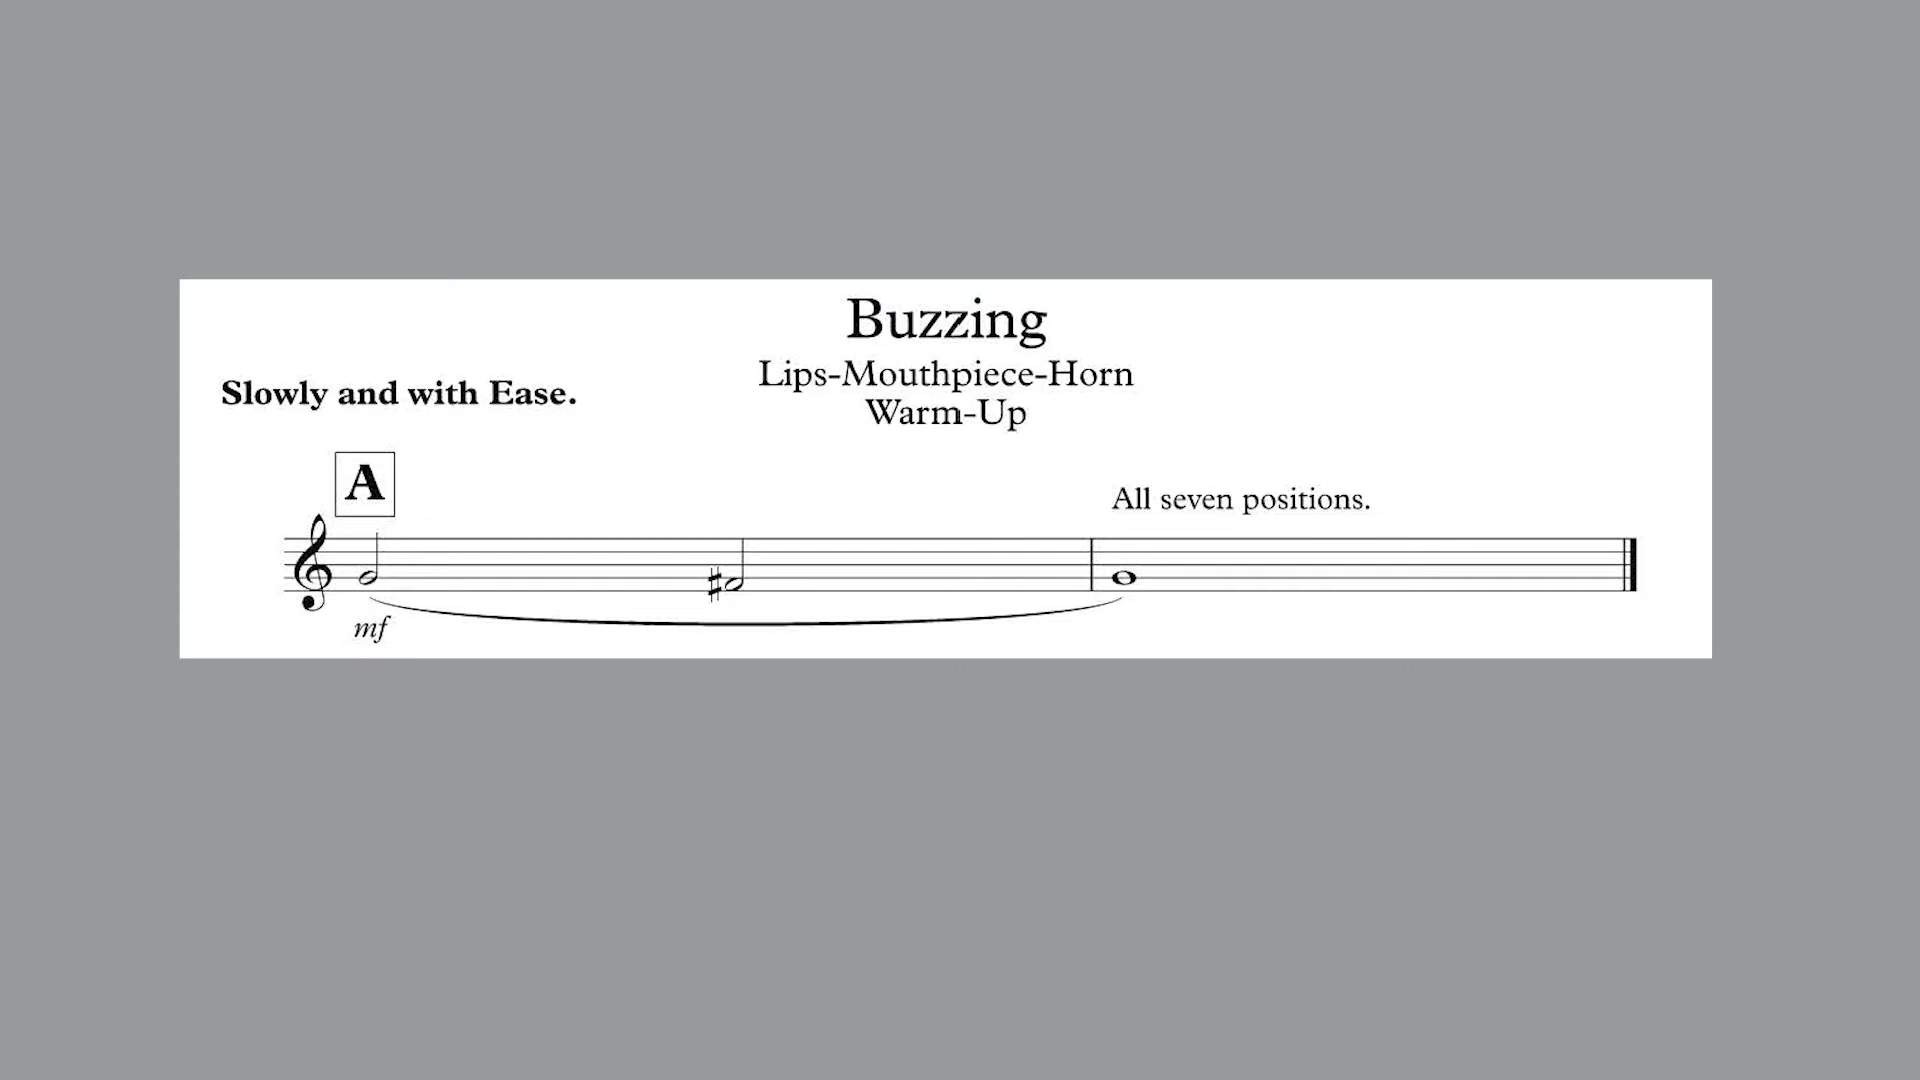 Buzzing
Lips-Mouthpiece-Horn
Warm-Up
Slowly and with Ease.
A
All seven positions.
mf